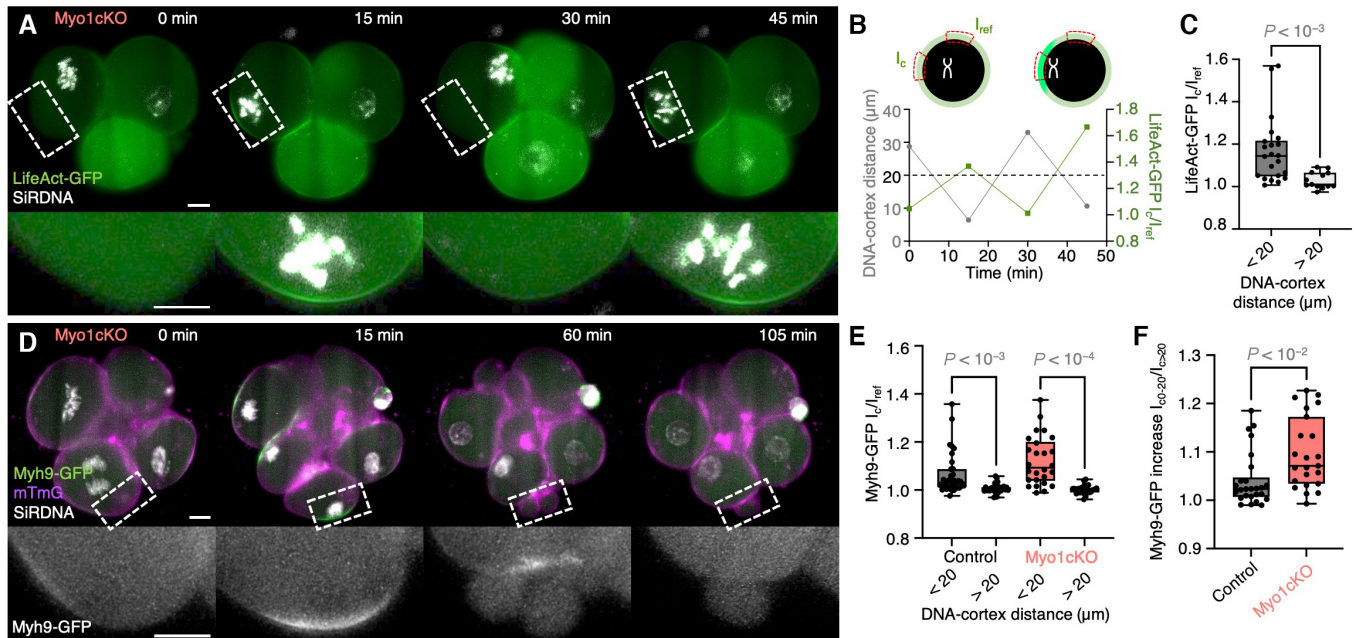 A
Myo1cKO
0 min
15 min
30 min
45 min
LifeAct-GFP
SiRDNA
B
I_ref
I_c
DNA-cortex distance (µm)
40
30
20
10
0
1.8
1.6
1.4
1.2
1.0
0.8
LifeAct-GFP I_c/I_ref
0 10 20 30 40 50
Time (min)
C
P < 10⁻³
LifeAct-GFP I_c/I_ref
1.6
1.4
1.2
1.0
0.8
< 20
> 20
DNA-cortex
distance (µm)
D
Myo1cKO
0 min
15 min
60 min
105 min
Myh9-GFP
mTmG
SiRDNA
Myh9-GFP
E
P < 10⁻³
P < 10⁻⁴
Myh9-GFP I_c/I_ref
1.6
1.4
1.2
1.0
0.8
Control
Myo1cKO
< 20
> 20
< 20
> 20
DNA-cortex distance (µm)
F
P < 10⁻²
Myh9-GFP increase I_c0-20/I_c>20
1.3
1.2
1.1
1.0
0.9
Control
Myo1cKO